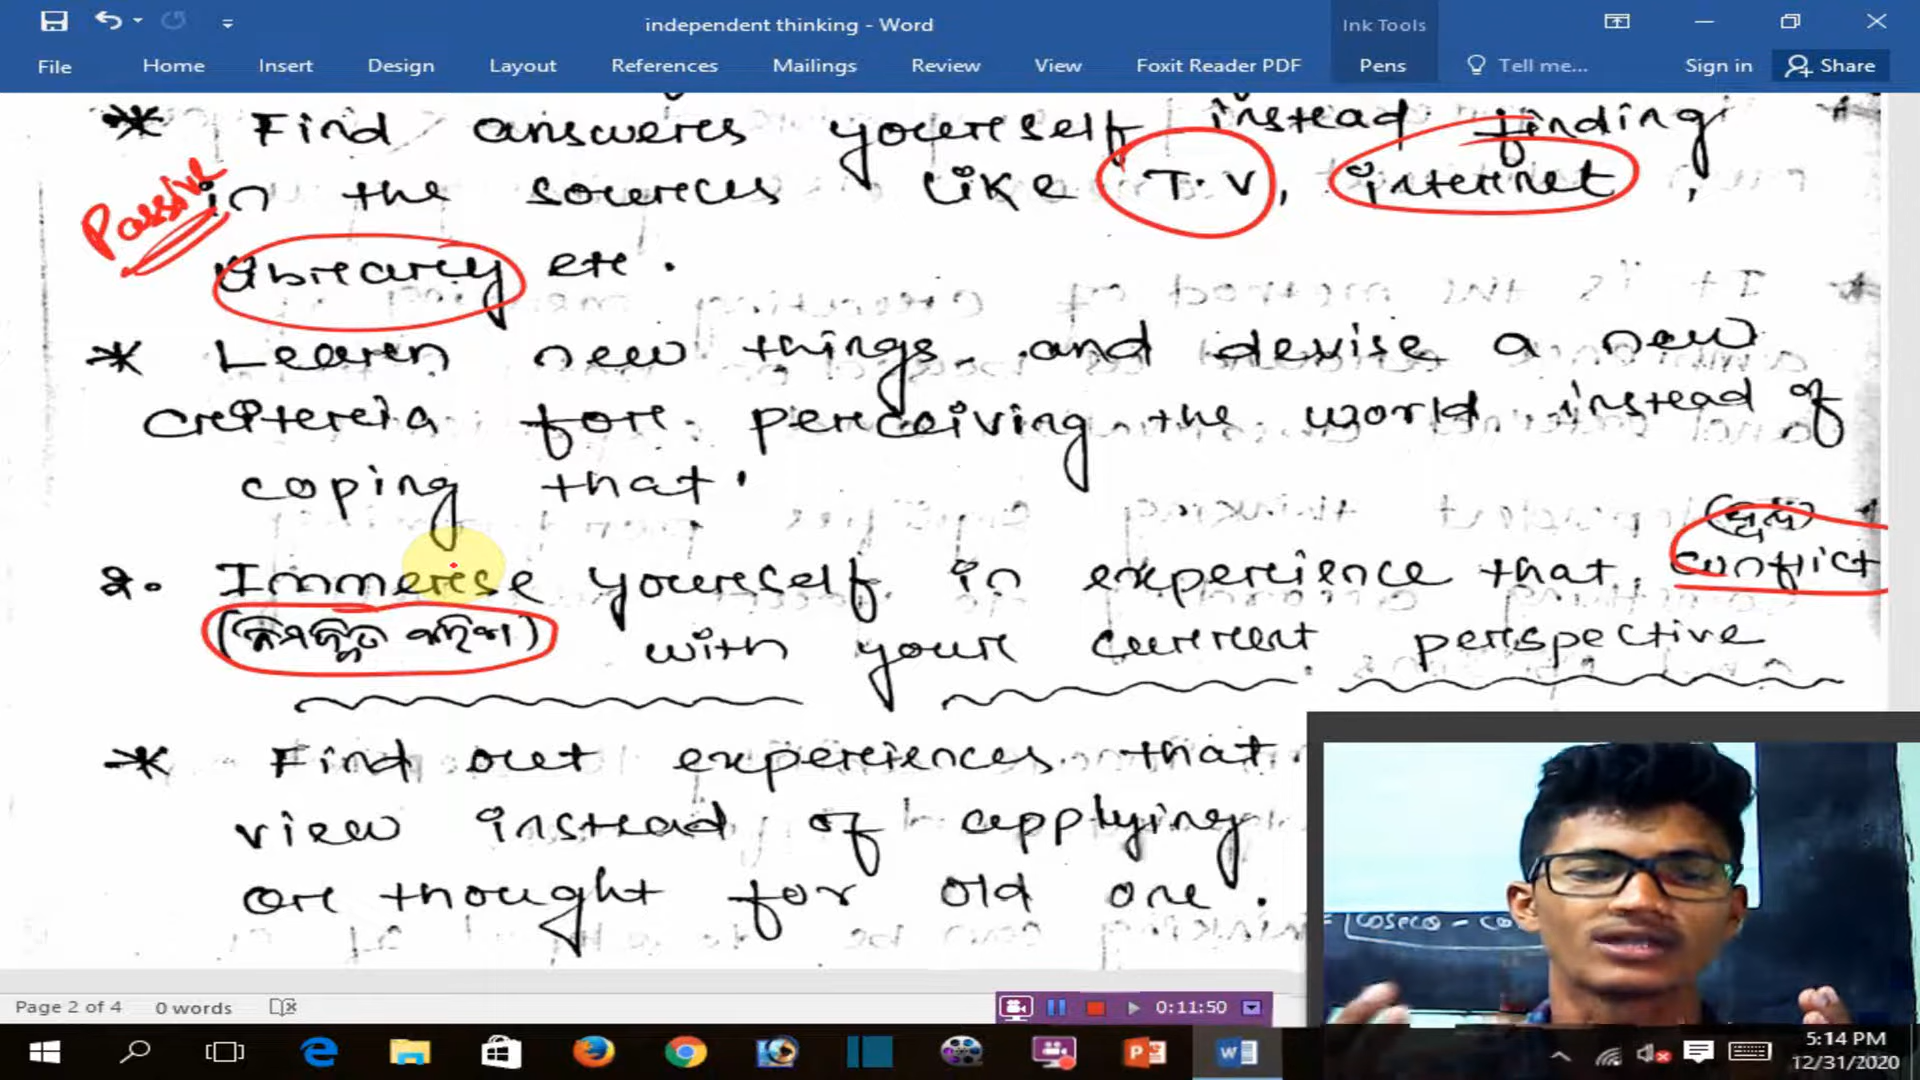 independent thinking - Word
Ink Tools
File Home Insert Design Layout References Mailings Review View Foxit Reader PDF Pens Tell me... Sign in Share
* Find answeres yourself instead finding
Passive
in the sources like T.V, internet,
library etc.
* Learn new things and devise a new
criteria for perceiving the world instead of
coping that
(ଦ୍ୱନ୍ଦ)
2. Immerse yourself in experience that conflict
(ନିମଜ୍ଜିତ ରହିବା) with your current perspective
* Find out experiences that
view instead of applying
or thought for old one.
Page 2 of 4 0 words
0:11:50
5:14 PM
12/31/2020